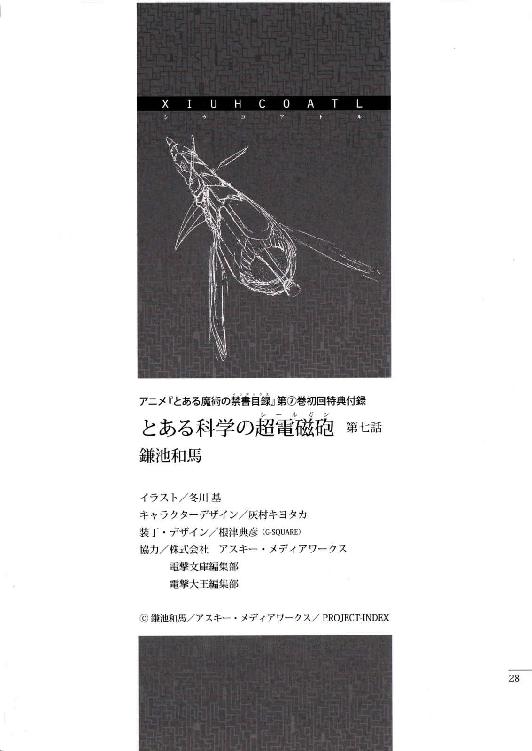 XIUHCOATL
シウコアトル
アニメ『とある魔術の禁書目録』第⑦巻初回特典付録
とある科学の超電磁砲 第七話
鎌池和馬
イラスト／冬川 基
キャラクターデザイン／灰村キヨタカ
装丁・デザイン／根津典彦 (G-SQUARE)
協力／株式会社 アスキー・メディアワークス
電撃文庫編集部
電撃大王編集部
© 鎌池和馬／アスキー・メディアワークス／ PROJECT-INDEX
28